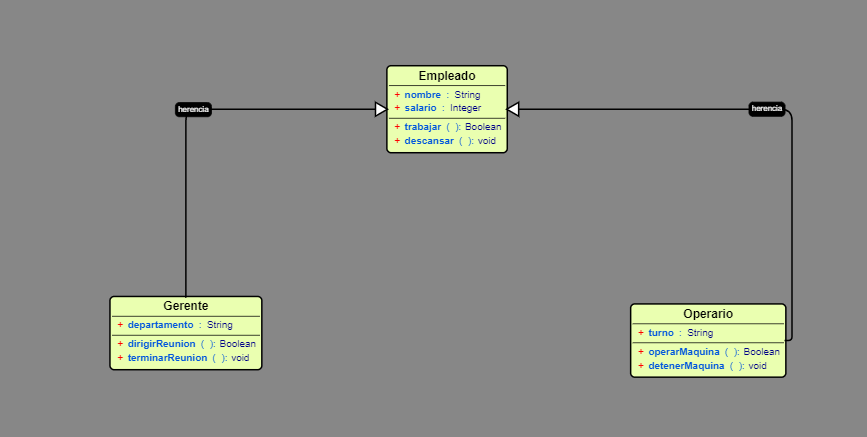 Empleado
+ nombre : String
+ salario : Integer
+ trabajar ( ): Boolean
+ descansar ( ): void
herencia
herencia
Gerente
+ departamento : String
+ dirigirReunion ( ): Boolean
+ terminarReunion ( ): void
Operario
+ turno : String
+ operarMaquina ( ): Boolean
+ detenerMaquina ( ): void